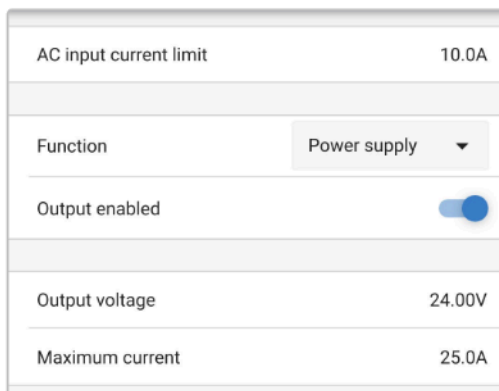 AC input current limit 10.0A
Function Power supply
Output enabled
Output voltage 24.00V
Maximum current 25.0A